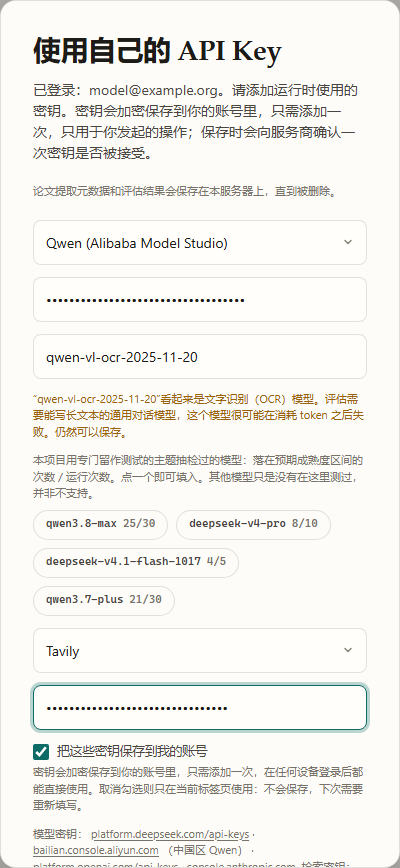 使用自己的 API Key
已登录：model@example.org。请添加运行时使用的
密钥。密钥会加密保存到你的账号里，只需添加一
次，只用于你发起的操作；保存时会向服务商确认一
次密钥是否被接受。
论文提取元数据和评估结果会保存在本服务器上，直到被删除。
Qwen (Alibaba Model Studio)
qwen-vl-ocr-2025-11-20
“qwen-vl-ocr-2025-11-20”看起来是文字识别（OCR）模型。评估需
要能写长文本的通用对话模型，这个模型很可能在消耗 token 之后失
败。仍然可以保存。
本项目用专门留作测试的主题抽检过的模型：落在预期成熟度区间的
次数 / 运行次数。点一个即可填入。其他模型只是没有在这里测过，
并非不支持。
qwen3.8-max 25/30 deepseek-v4-pro 8/10
deepseek-v4.1-flash-1017 4/5
qwen3.7-plus 21/30
Tavily
把这些密钥保存到我的账号
密钥会加密保存到你的账号里，只需添加一次，在任何设备登录后都
能直接使用。取消勾选则只在当前标签页使用：不会保存，下次需要
重新填写。
模型密钥： platform.deepseek.com/api-keys ·
bailian.console.aliyun.com （中国区 Qwen） ·
platform.openai.com/api-keys · console.anthropic.com 检索密钥：